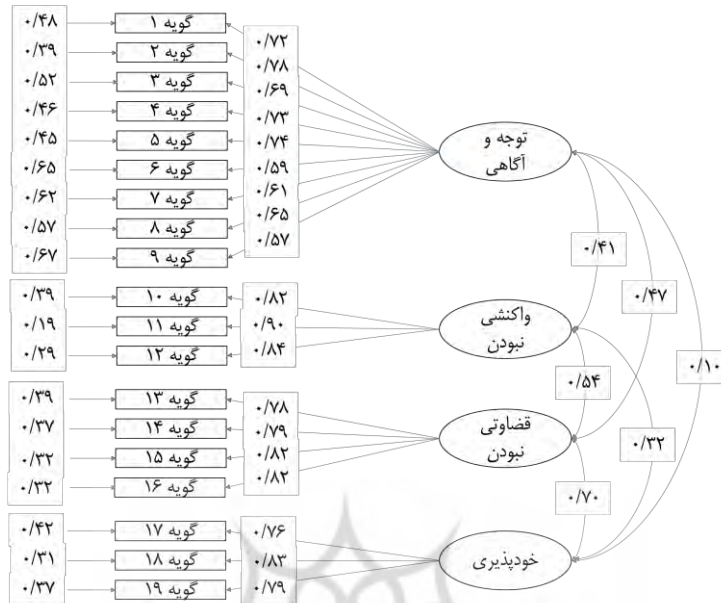 ۰/۴۸ گویه ۱ ۰/۷۲
۰/۳۹ گویه ۲ ۰/۷۸
۰/۵۲ گویه ۳ ۰/۶۹
۰/۴۶ گویه ۴ ۰/۷۳
۰/۴۵ گویه ۵ ۰/۷۴
۰/۶۵ گویه ۶ ۰/۵۹
۰/۶۲ گویه ۷ ۰/۶۱
۰/۵۷ گویه ۸ ۰/۶۵
۰/۶۷ گویه ۹ ۰/۵۷
توجه و
آگاهی
۰/۳۹ گویه ۱۰ ۰/۸۲
۰/۱۹ گویه ۱۱ ۰/۹۰
۰/۲۹ گویه ۱۲ ۰/۸۴
واکنشی
نبودن
۰/۳۹ گویه ۱۳ ۰/۷۸
۰/۳۷ گویه ۱۴ ۰/۷۹
۰/۳۲ گویه ۱۵ ۰/۸۲
۰/۳۲ گویه ۱۶ ۰/۸۲
قضاوتی
نبودن
۰/۴۲ گویه ۱۷ ۰/۷۶
۰/۳۱ گویه ۱۸ ۰/۸۳
۰/۳۷ گویه ۱۹ ۰/۷۹
خودپذیری
۰/۴۱
۰/۴۷
۰/۱۰
۰/۵۴
۰/۳۲
۰/۷۰